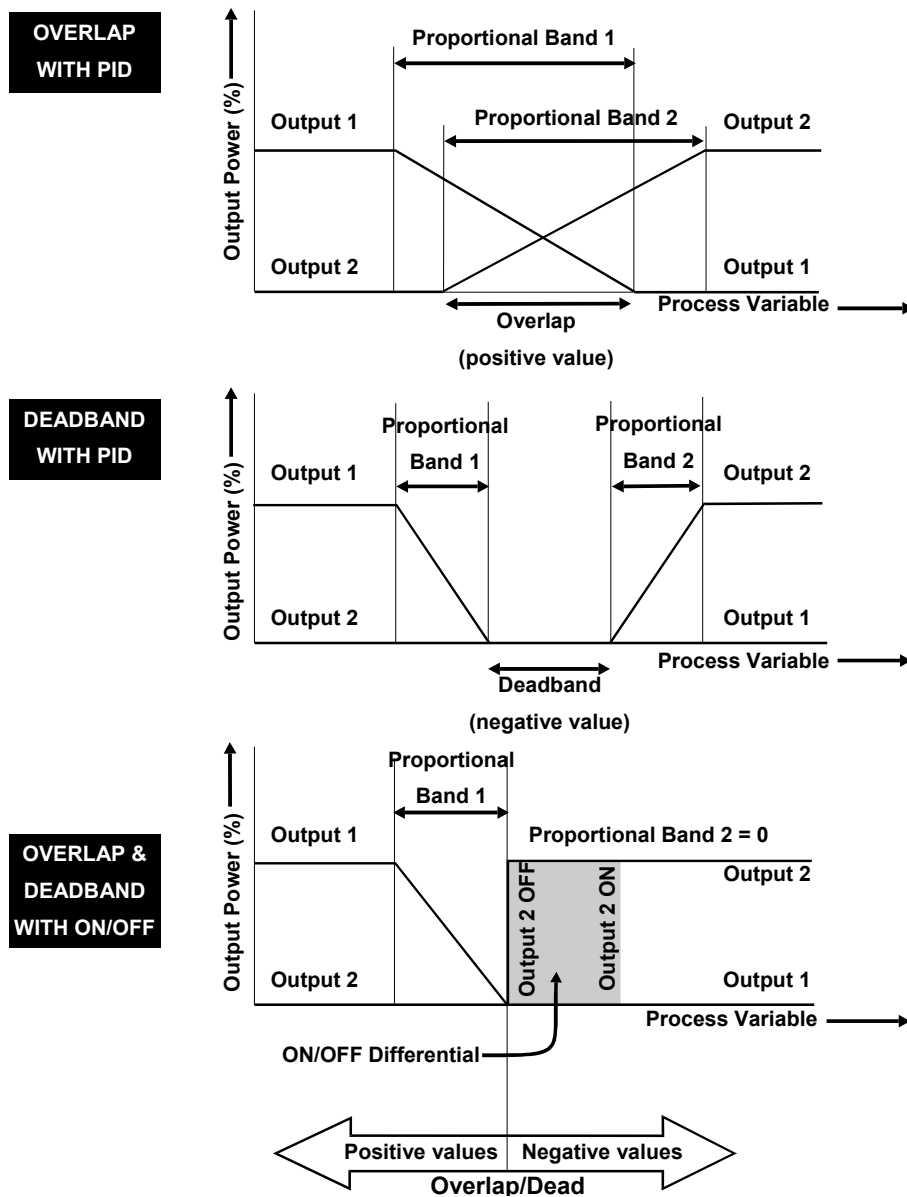 OVERLAP
WITH PID
Output Power (%)
Proportional Band 1
Output 1
Proportional Band 2
Output 2
Output 2
Output 1
Process Variable
Overlap
(positive value)
DEADBAND
WITH PID
Output Power (%)
Proportional
Band 1
Proportional
Band 2
Output 1
Output 2
Output 2
Output 1
Process Variable
Deadband
(negative value)
OVERLAP &
DEADBAND
WITH ON/OFF
Output Power (%)
Proportional
Band 1
Output 1
Proportional Band 2 = 0
Output 2
Output 2 OFF
Output 2 ON
Output 2
Output 1
Process Variable
ON/OFF Differential
Positive values
Negative values
Overlap/Dead